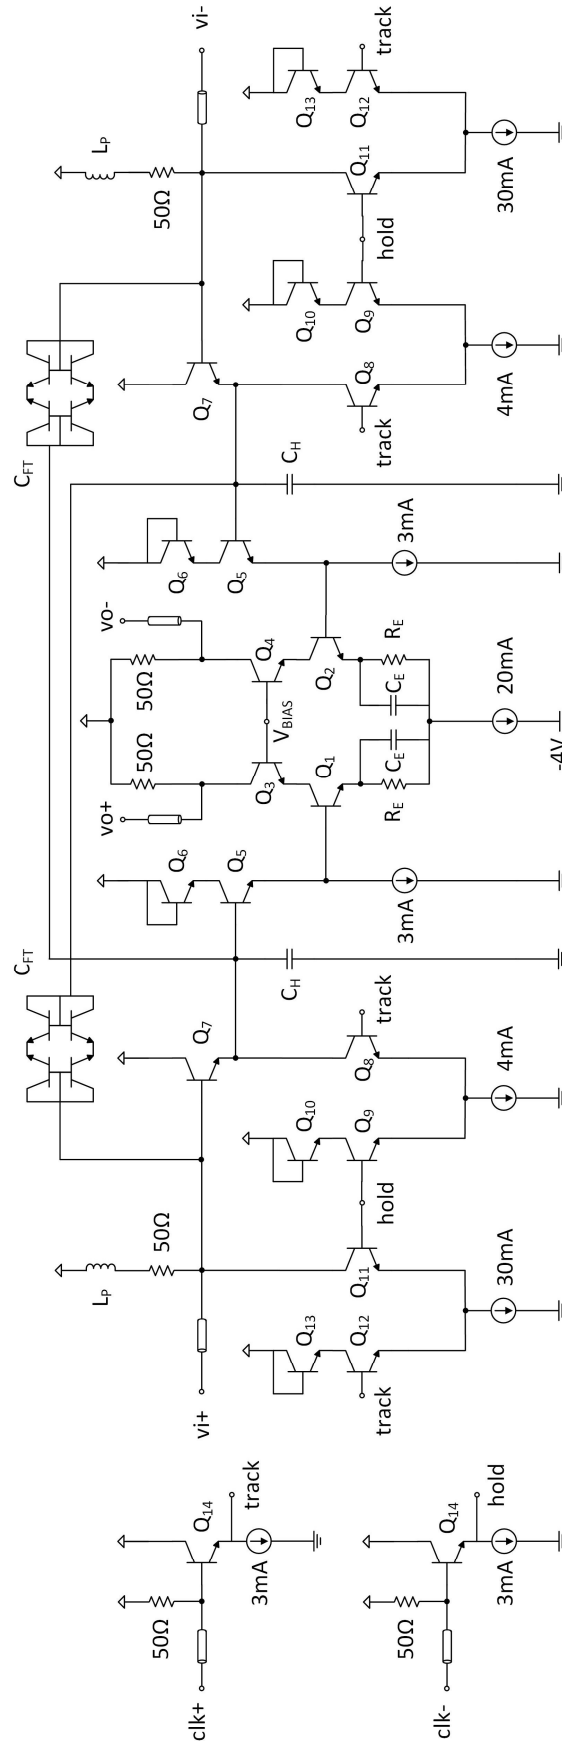 clk+
50Ω
Q14
track
3mA
clk-
50Ω
Q14
hold
3mA
vi+
LP
50Ω
track
Q13
Q12
Q11
30mA
hold
Q10
Q9
Q8
track
4mA
Q7
CFT
CH
Q6
Q5
3mA
vo+
50Ω
50Ω
vo-
Q3
Q4
VBIAS
Q1
Q2
RE
CE
CE
RE
20mA
-4V
Q6
Q5
3mA
CH
CFT
Q7
track
Q8
4mA
Q10
Q9
hold
LP
50Ω
Q11
30mA
Q13
Q12
track
vi-